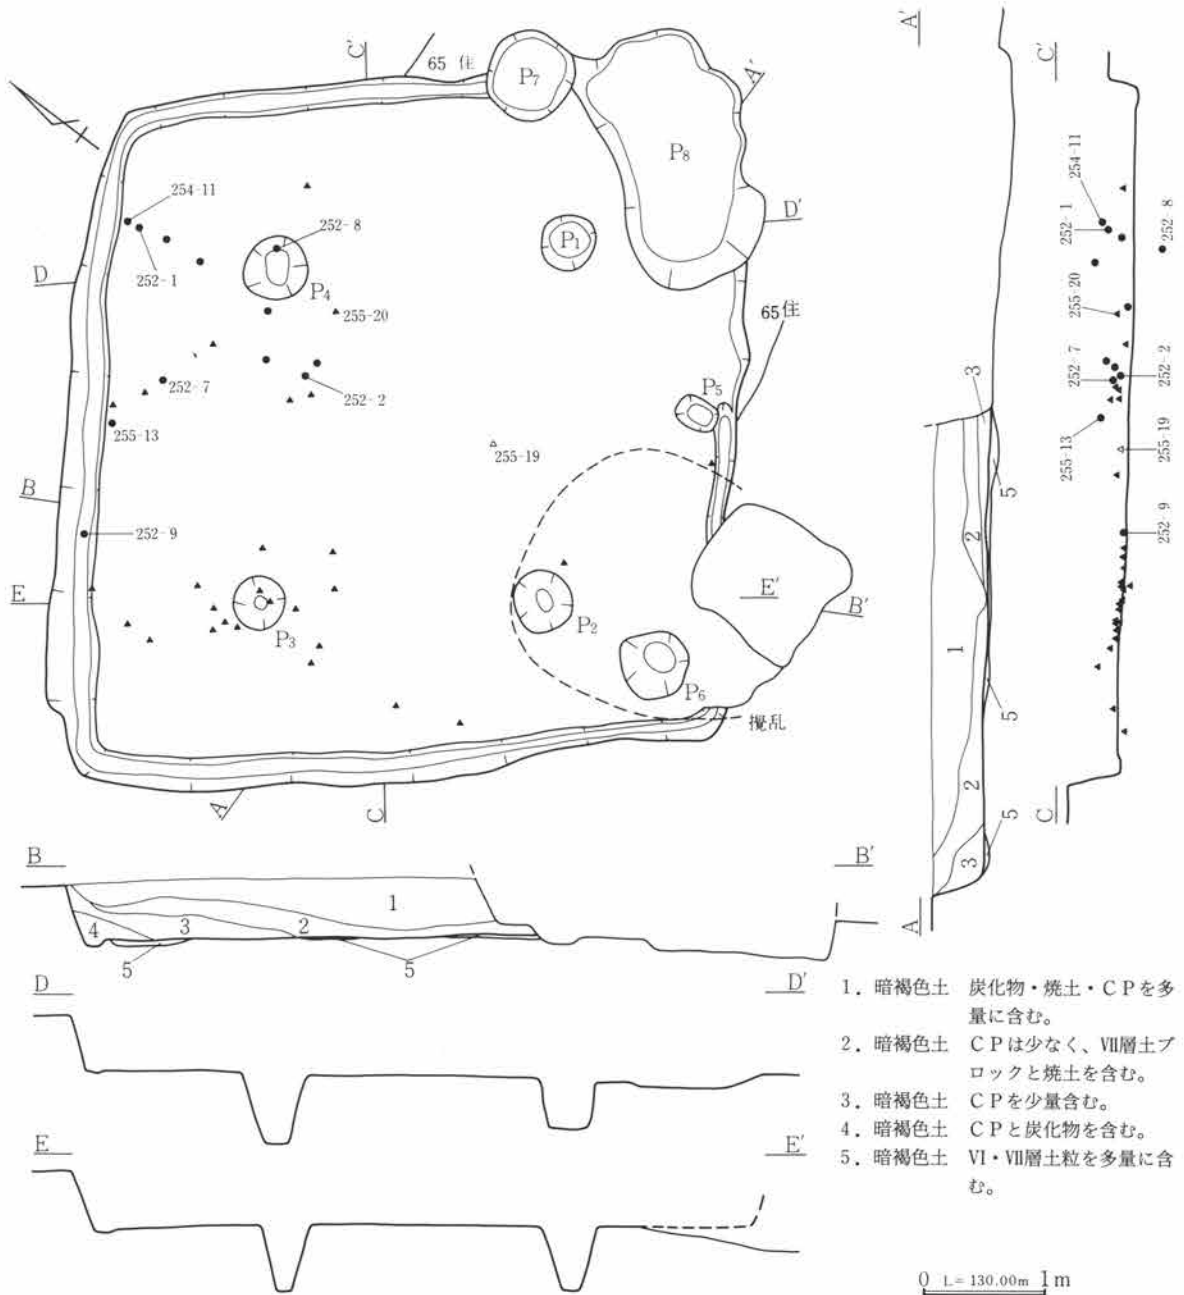 C′
65 住
P7
A′
P8
D′
254-11
252-8
P1
252-1
D
P4
255-20
65住
252-7
252-2
P5
255-13
255-19
B
252-9
E
E′
B′
P3
P2
P6
攪乱
A
C
A′
3
5
2
1
5
2
5
3
A
C′
254-11
252-1
252-8
255-20
252-7
252-2
255-13
255-19
252-9
C
B
B′
1
4
3
2
5
5
D
D′
E
E′
1．暗褐色土　炭化物・焼土・CPを多
量に含む。
2．暗褐色土　CPは少なく、Ⅶ層土ブ
ロックと焼土を含む。
3．暗褐色土　CPを少量含む。
4．暗褐色土　CPと炭化物を含む。
5．暗褐色土　Ⅵ・Ⅶ層土粒を多量に含
む。
0　L=130.00m　1m